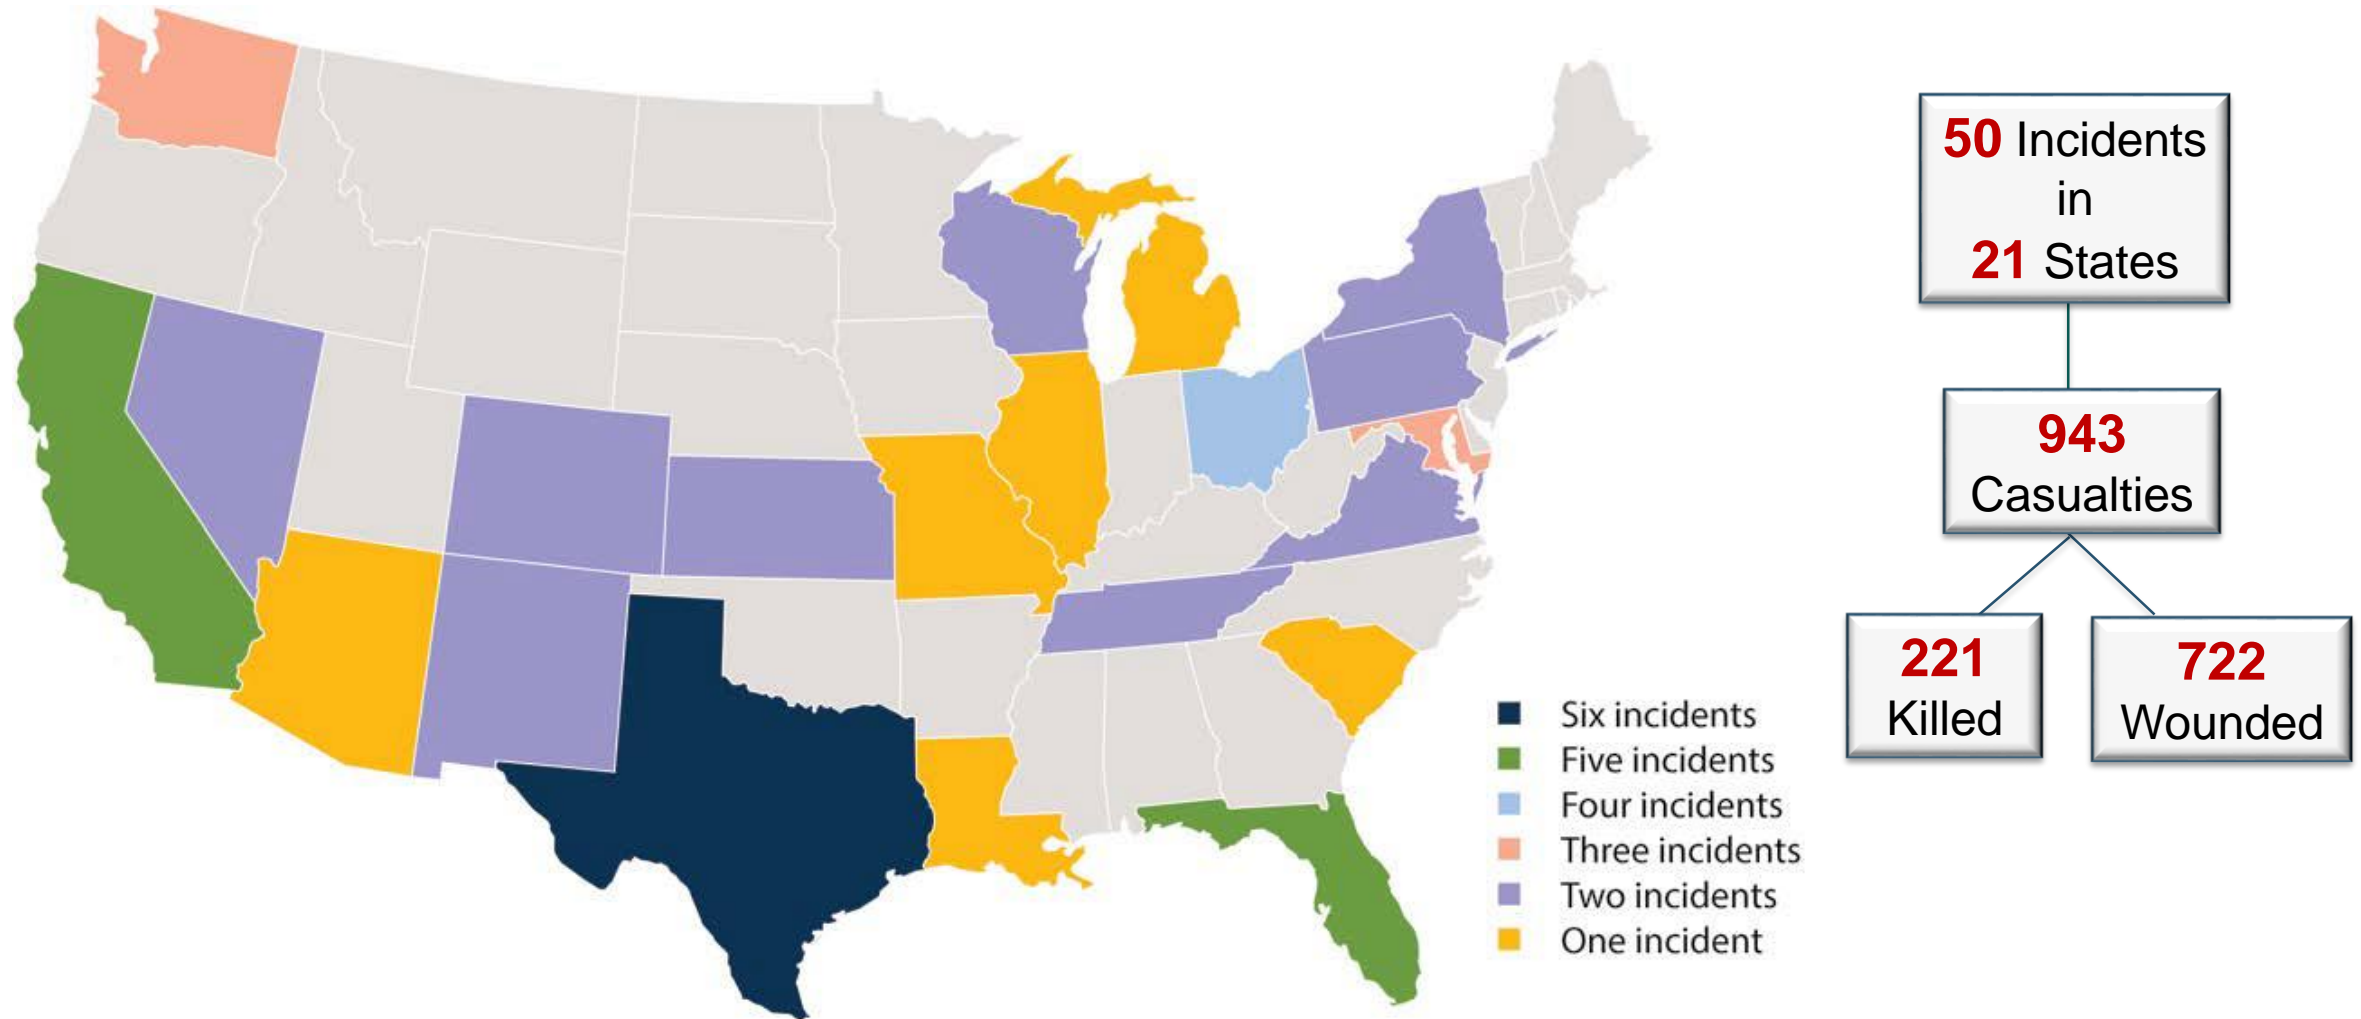 50 Incidents
in
21 States
943
Casualties
221
Killed
722
Wounded
Six incidents
Five incidents
Four incidents
Three incidents
Two incidents
One incident